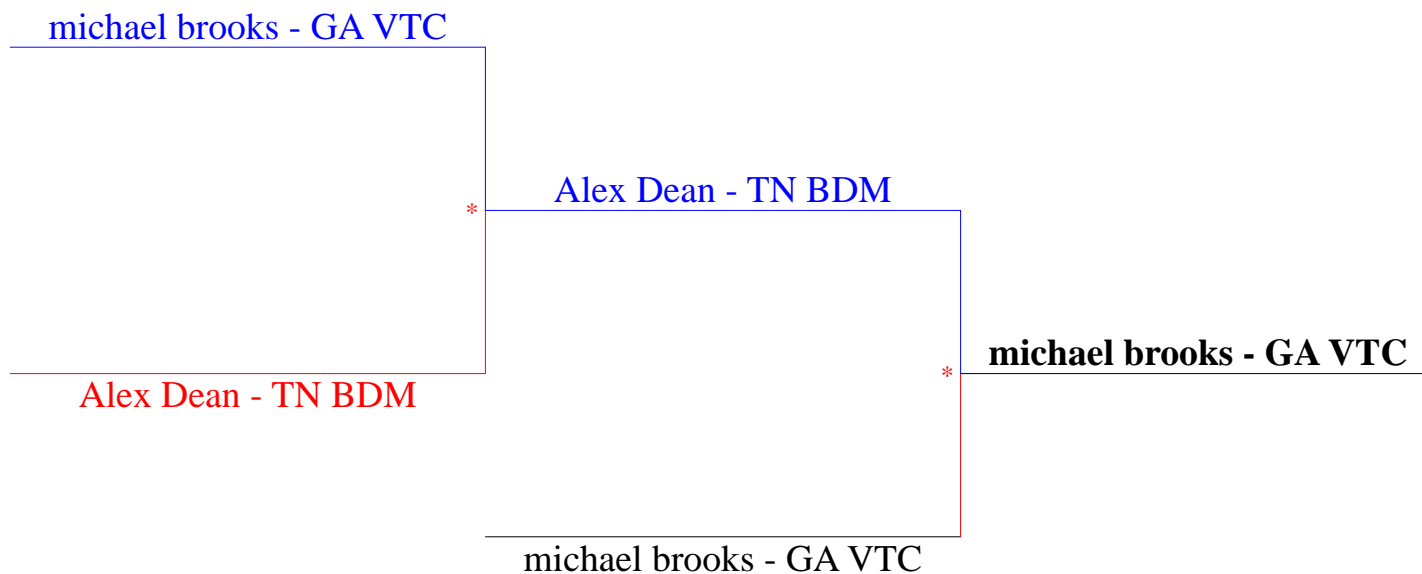 michael brooks - GA VTC
Alex Dean - TN BDM
*
Alex Dean - TN BDM
michael brooks - GA VTC
*
michael brooks - GA VTC